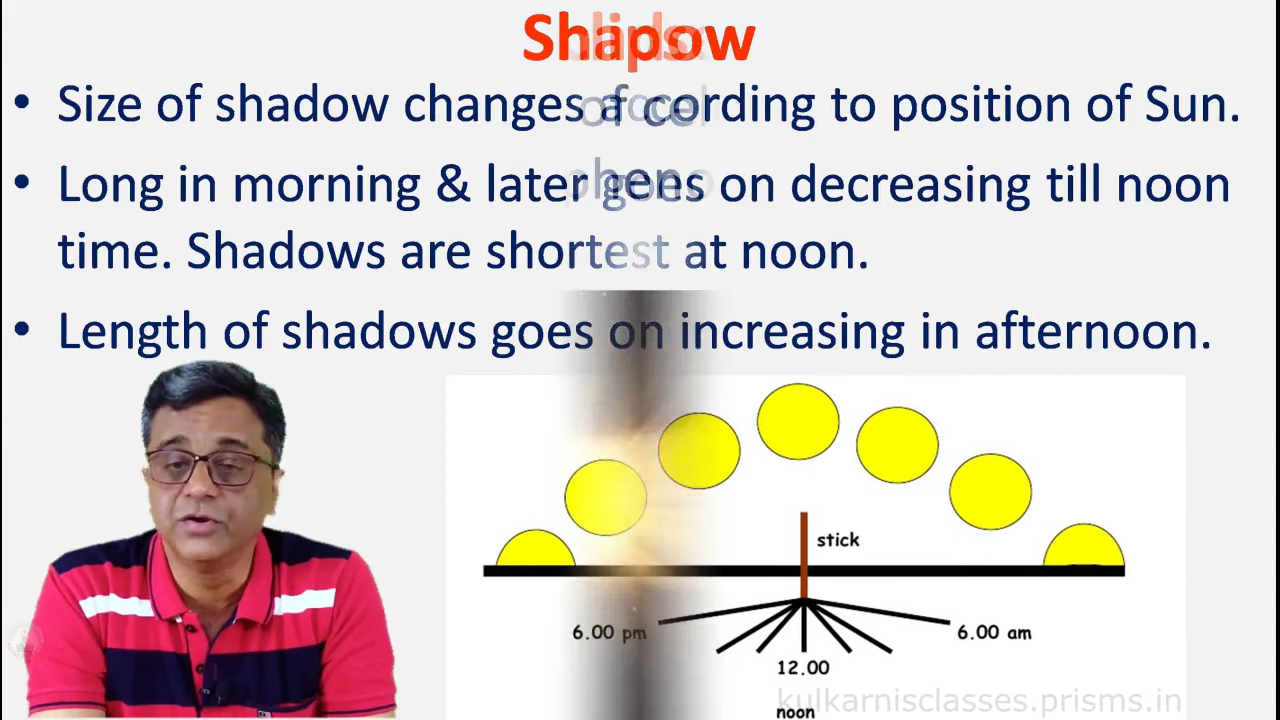 Shadow
• Size of shadow changes according to position of Sun.
• Long in morning & later goes on decreasing till noon
time. Shadows are shortest at noon.
• Length of shadows goes on increasing in afternoon.
stick
6.00 pm
6.00 am
12.00
noon
kulkarnisclasses.prisms.in